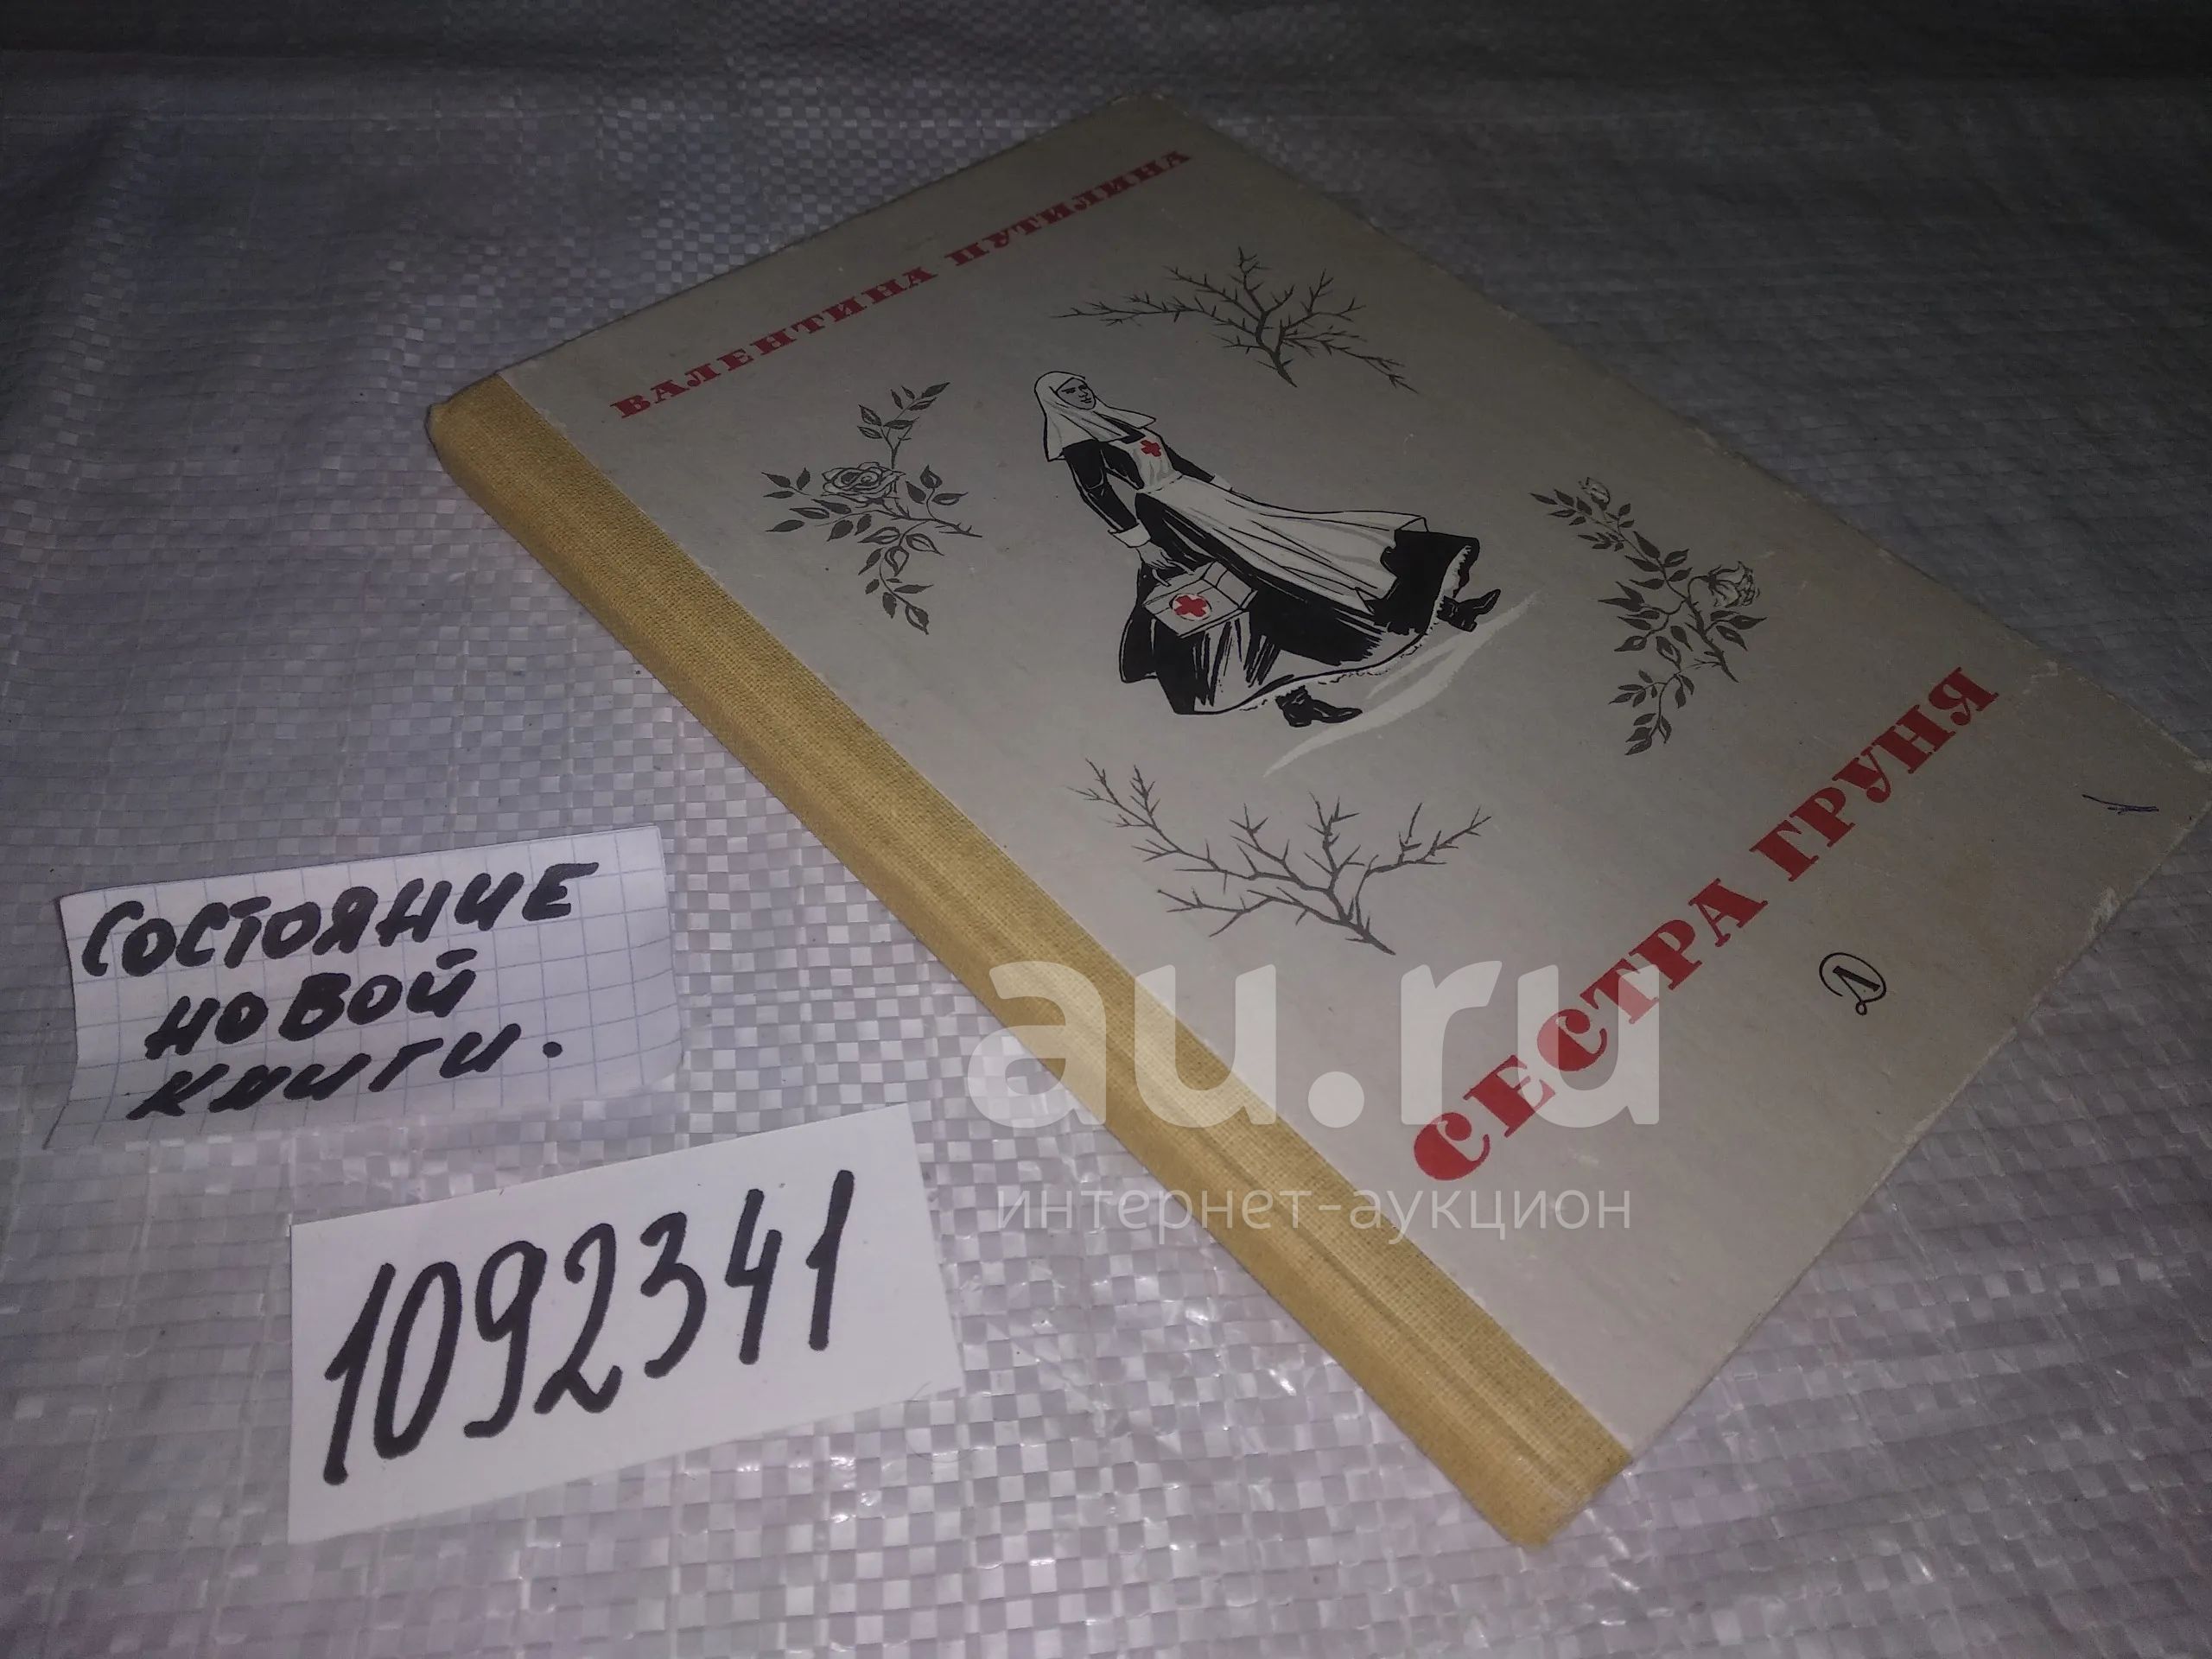 ВАЛЕНТИНА ПУТИЛИНА
СЕСТРА ГРУНЯ
Д
СОСТОЯНИЕ
НОВОЙ
КНИГИ.
1092341
au.ru
интернет-аукцион